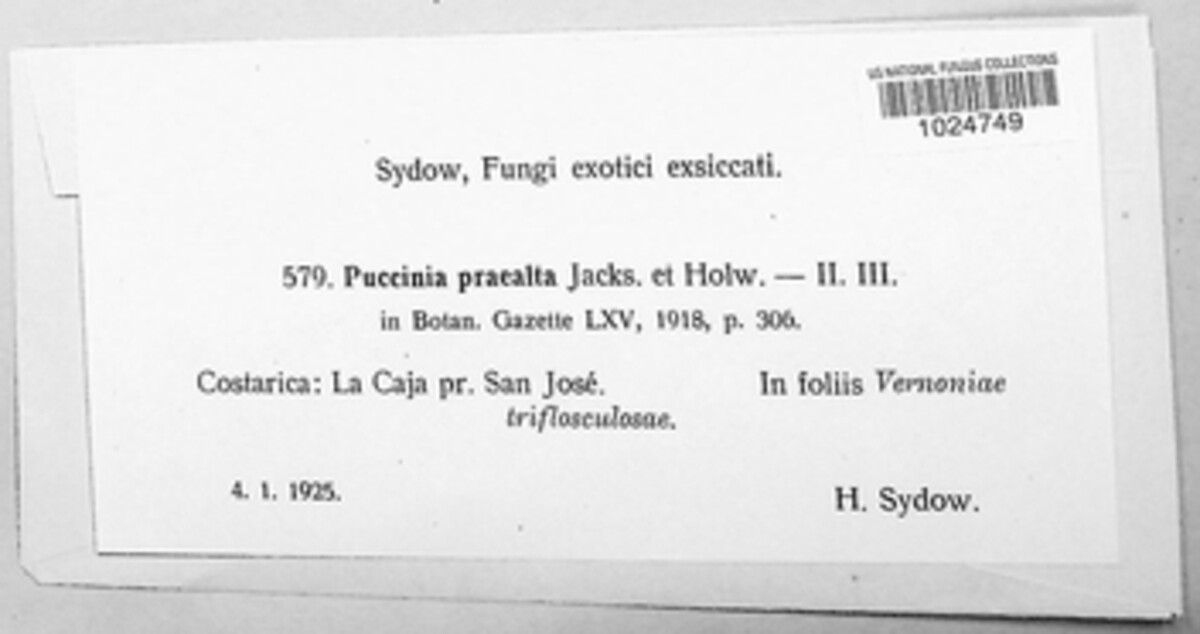 US NATIONAL FUNGUS COLLECTIONS
1024749
Sydow, Fungi exotici exsiccati.
579. Puccinia praealta Jacks. et Holw. — II. III.
in Botan. Gazette LXV, 1918, p. 306.
Costarica: La Caja pr. San José. In foliis Vernoniae
triflosculosae.
4. 1. 1925. H. Sydow.